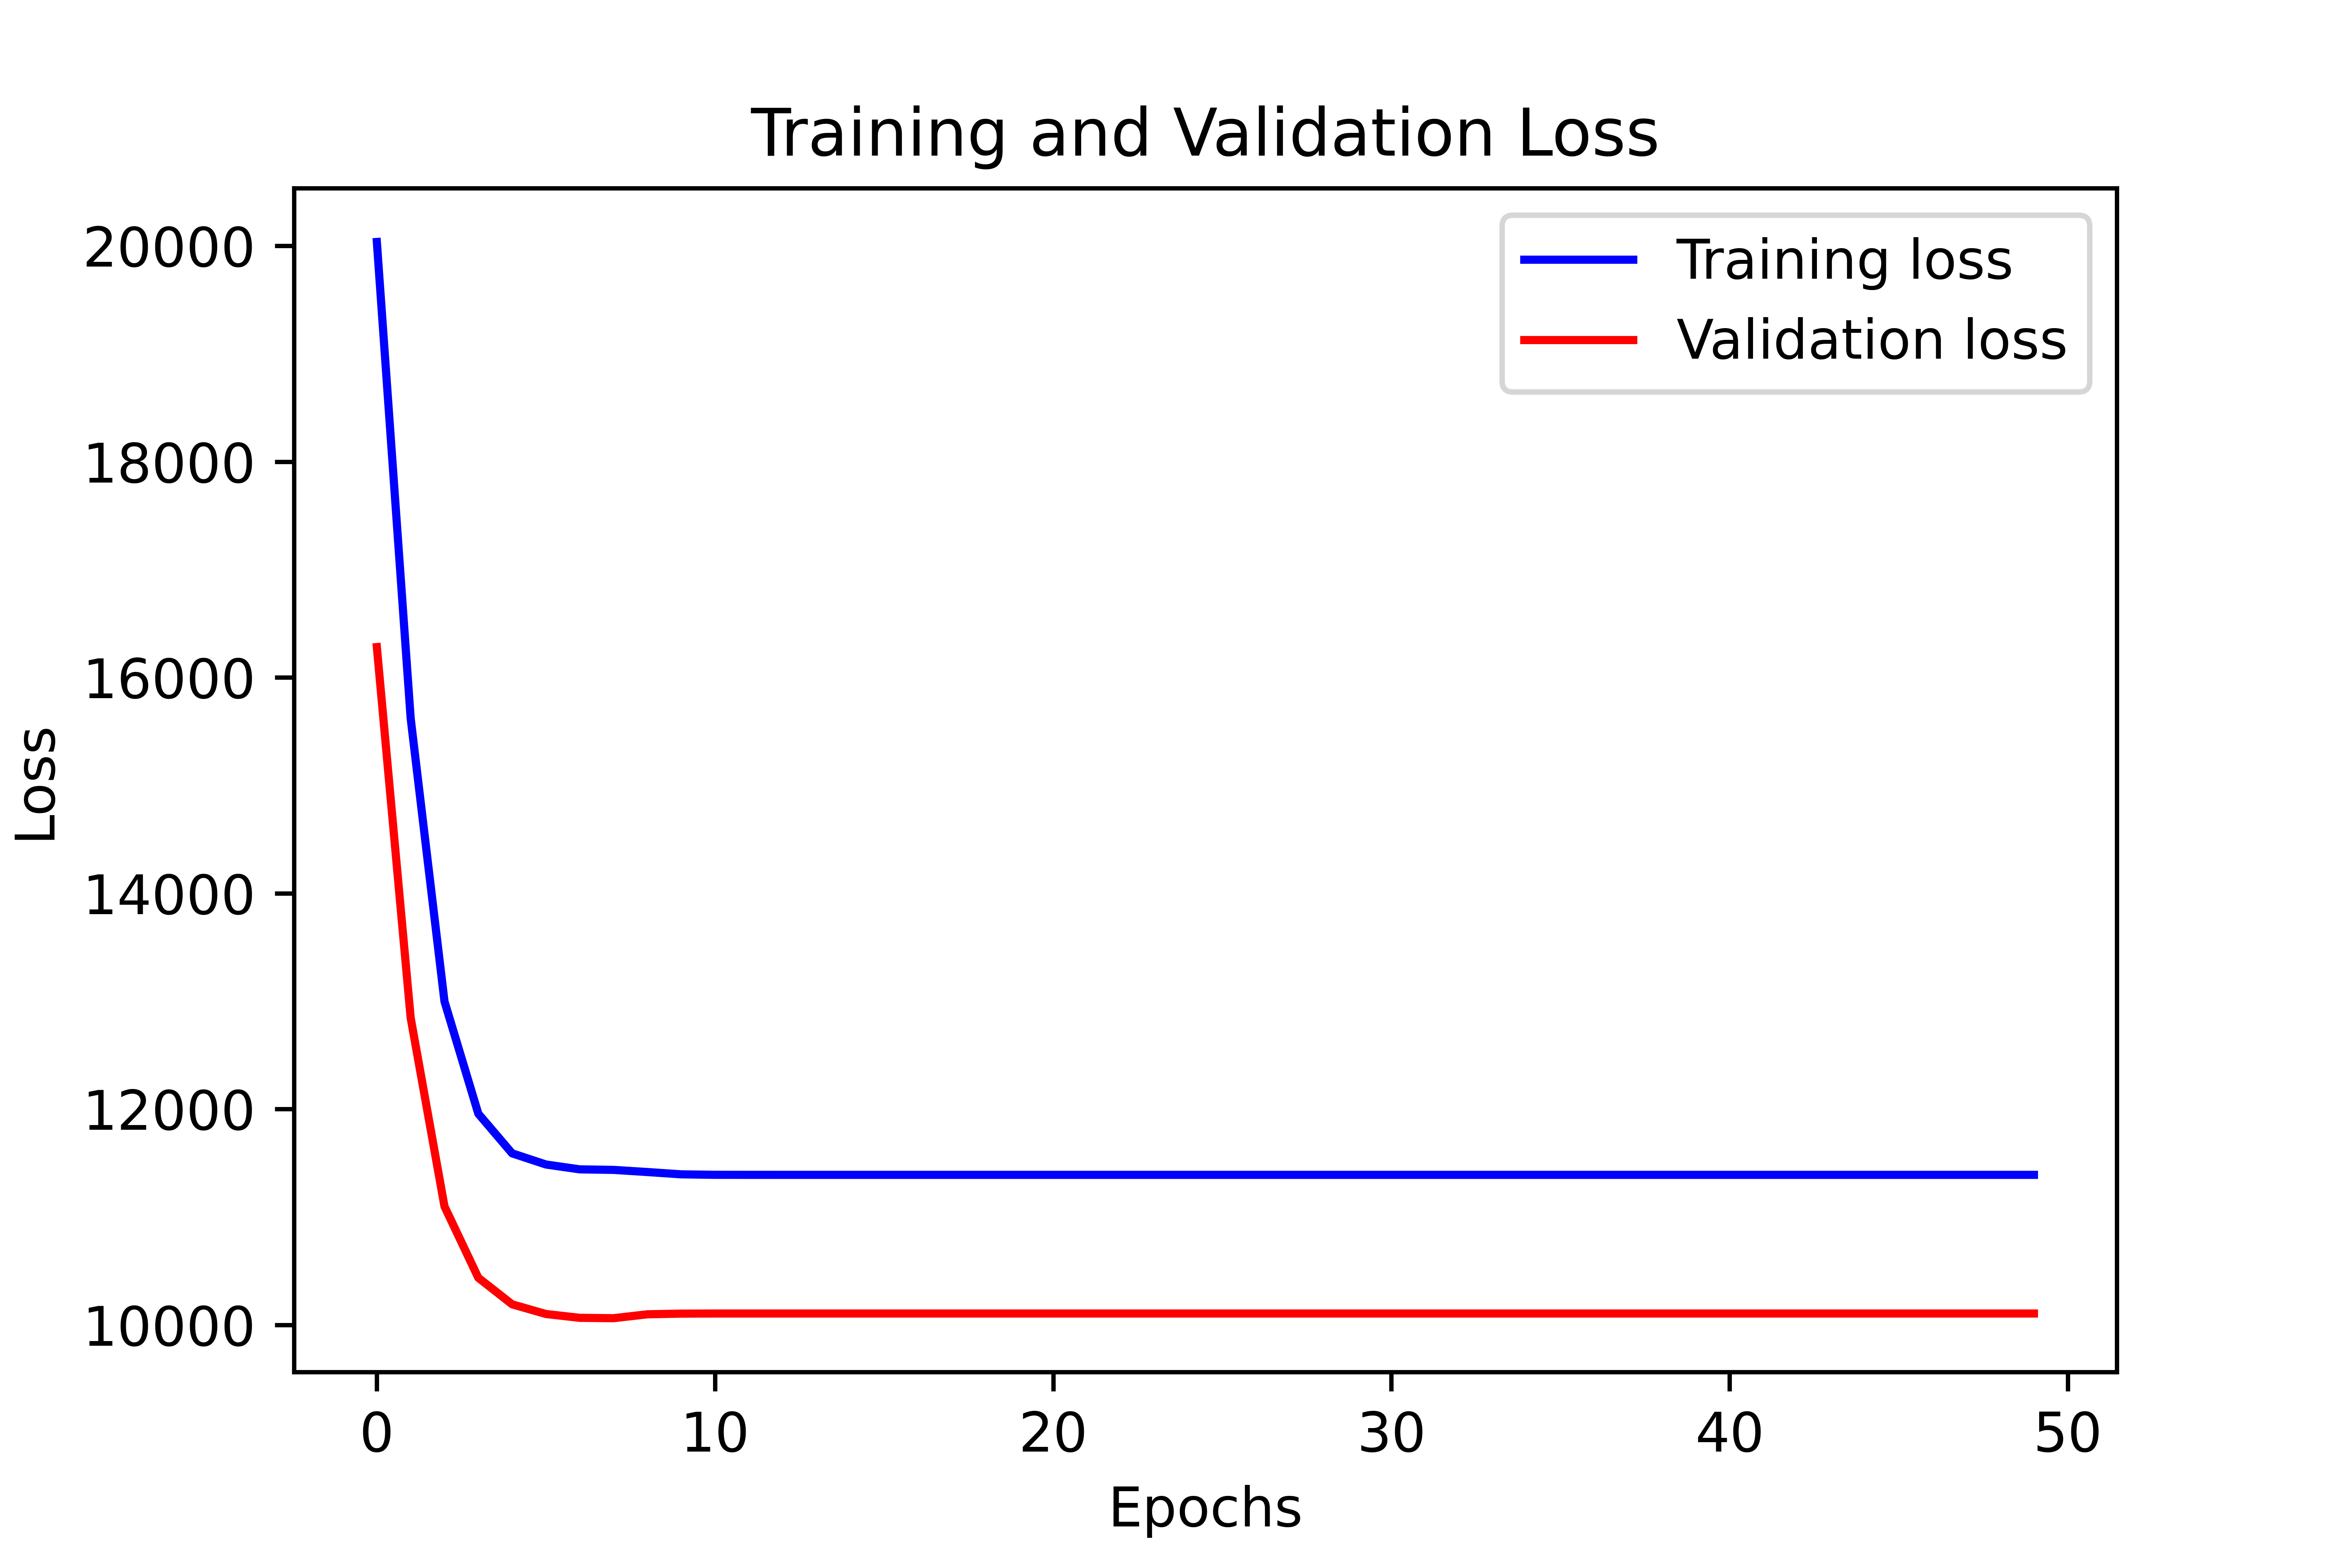 Training and Validation Loss
Training loss
Validation loss
20000
18000
16000
14000
12000
10000
Loss
0 10 20 30 40 50
Epochs